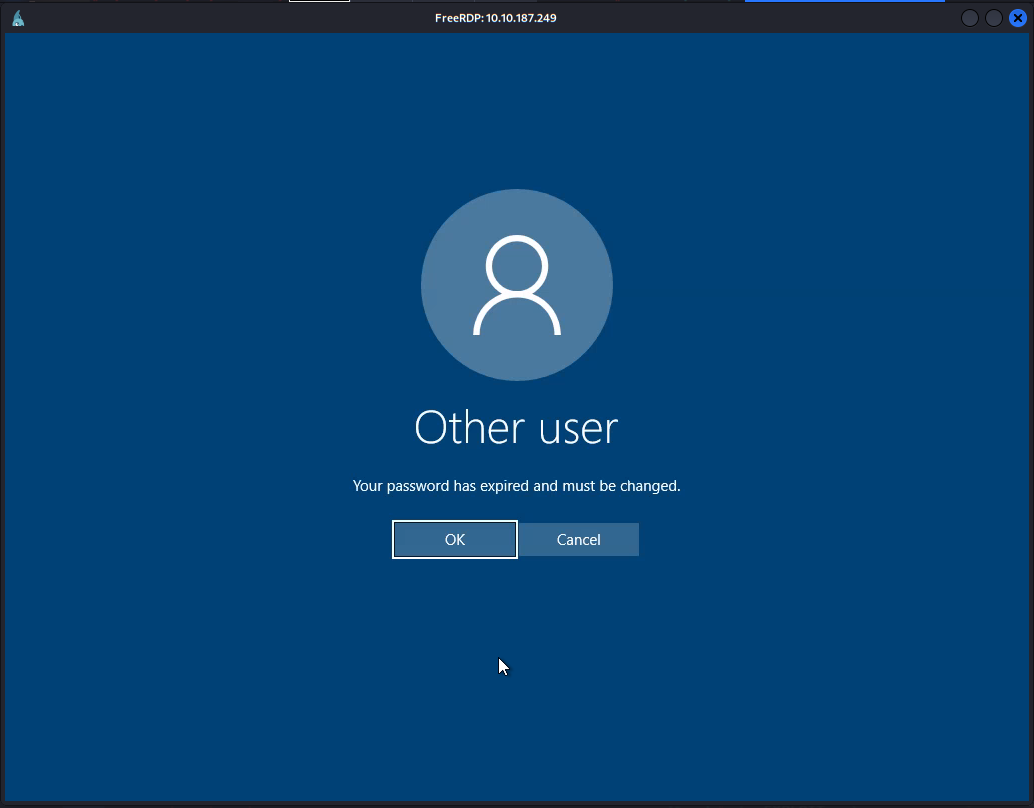 FreeRDP: 10.10.187.249
Other user
Your password has expired and must be changed.
OK
Cancel